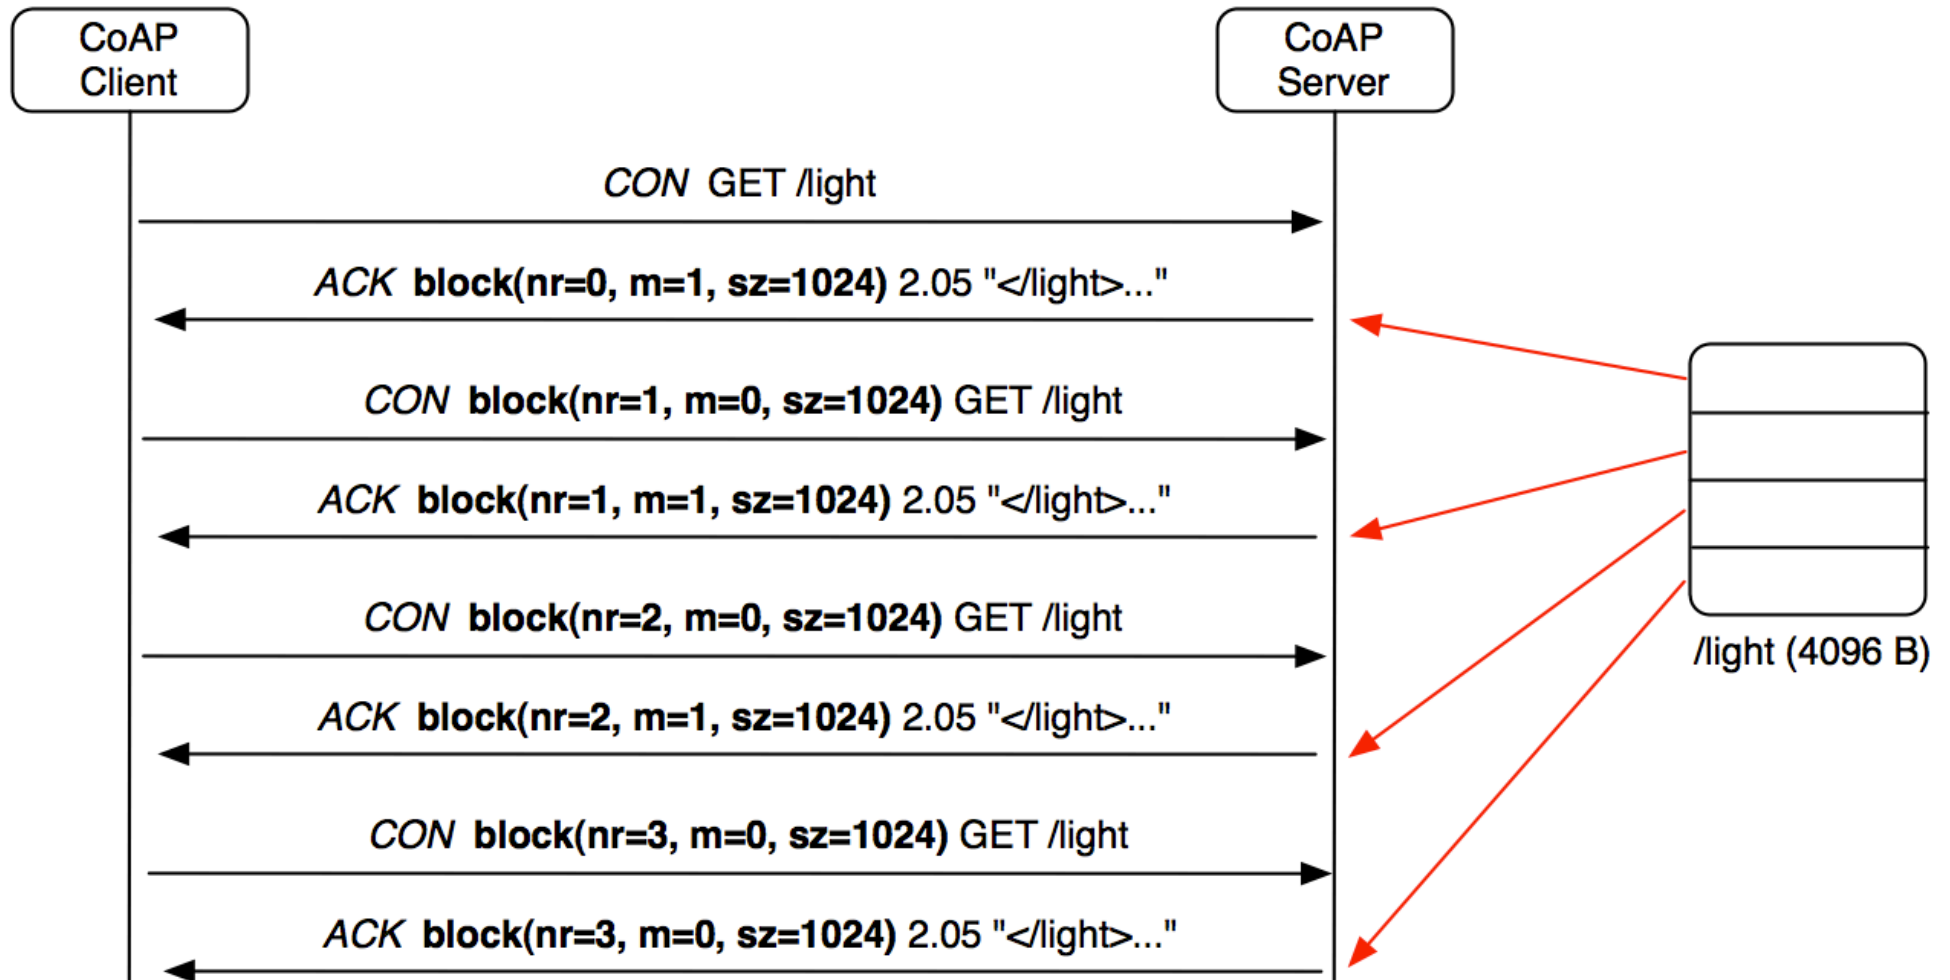 CoAP
Client
CoAP
Server
CON GET /light
ACK block(nr=0, m=1, sz=1024) 2.05 "</light>..."
CON block(nr=1, m=0, sz=1024) GET /light
ACK block(nr=1, m=1, sz=1024) 2.05 "</light>..."
CON block(nr=2, m=0, sz=1024) GET /light
/light (4096 B)
ACK block(nr=2, m=1, sz=1024) 2.05 "</light>..."
CON block(nr=3, m=0, sz=1024) GET /light
ACK block(nr=3, m=0, sz=1024) 2.05 "</light>..."